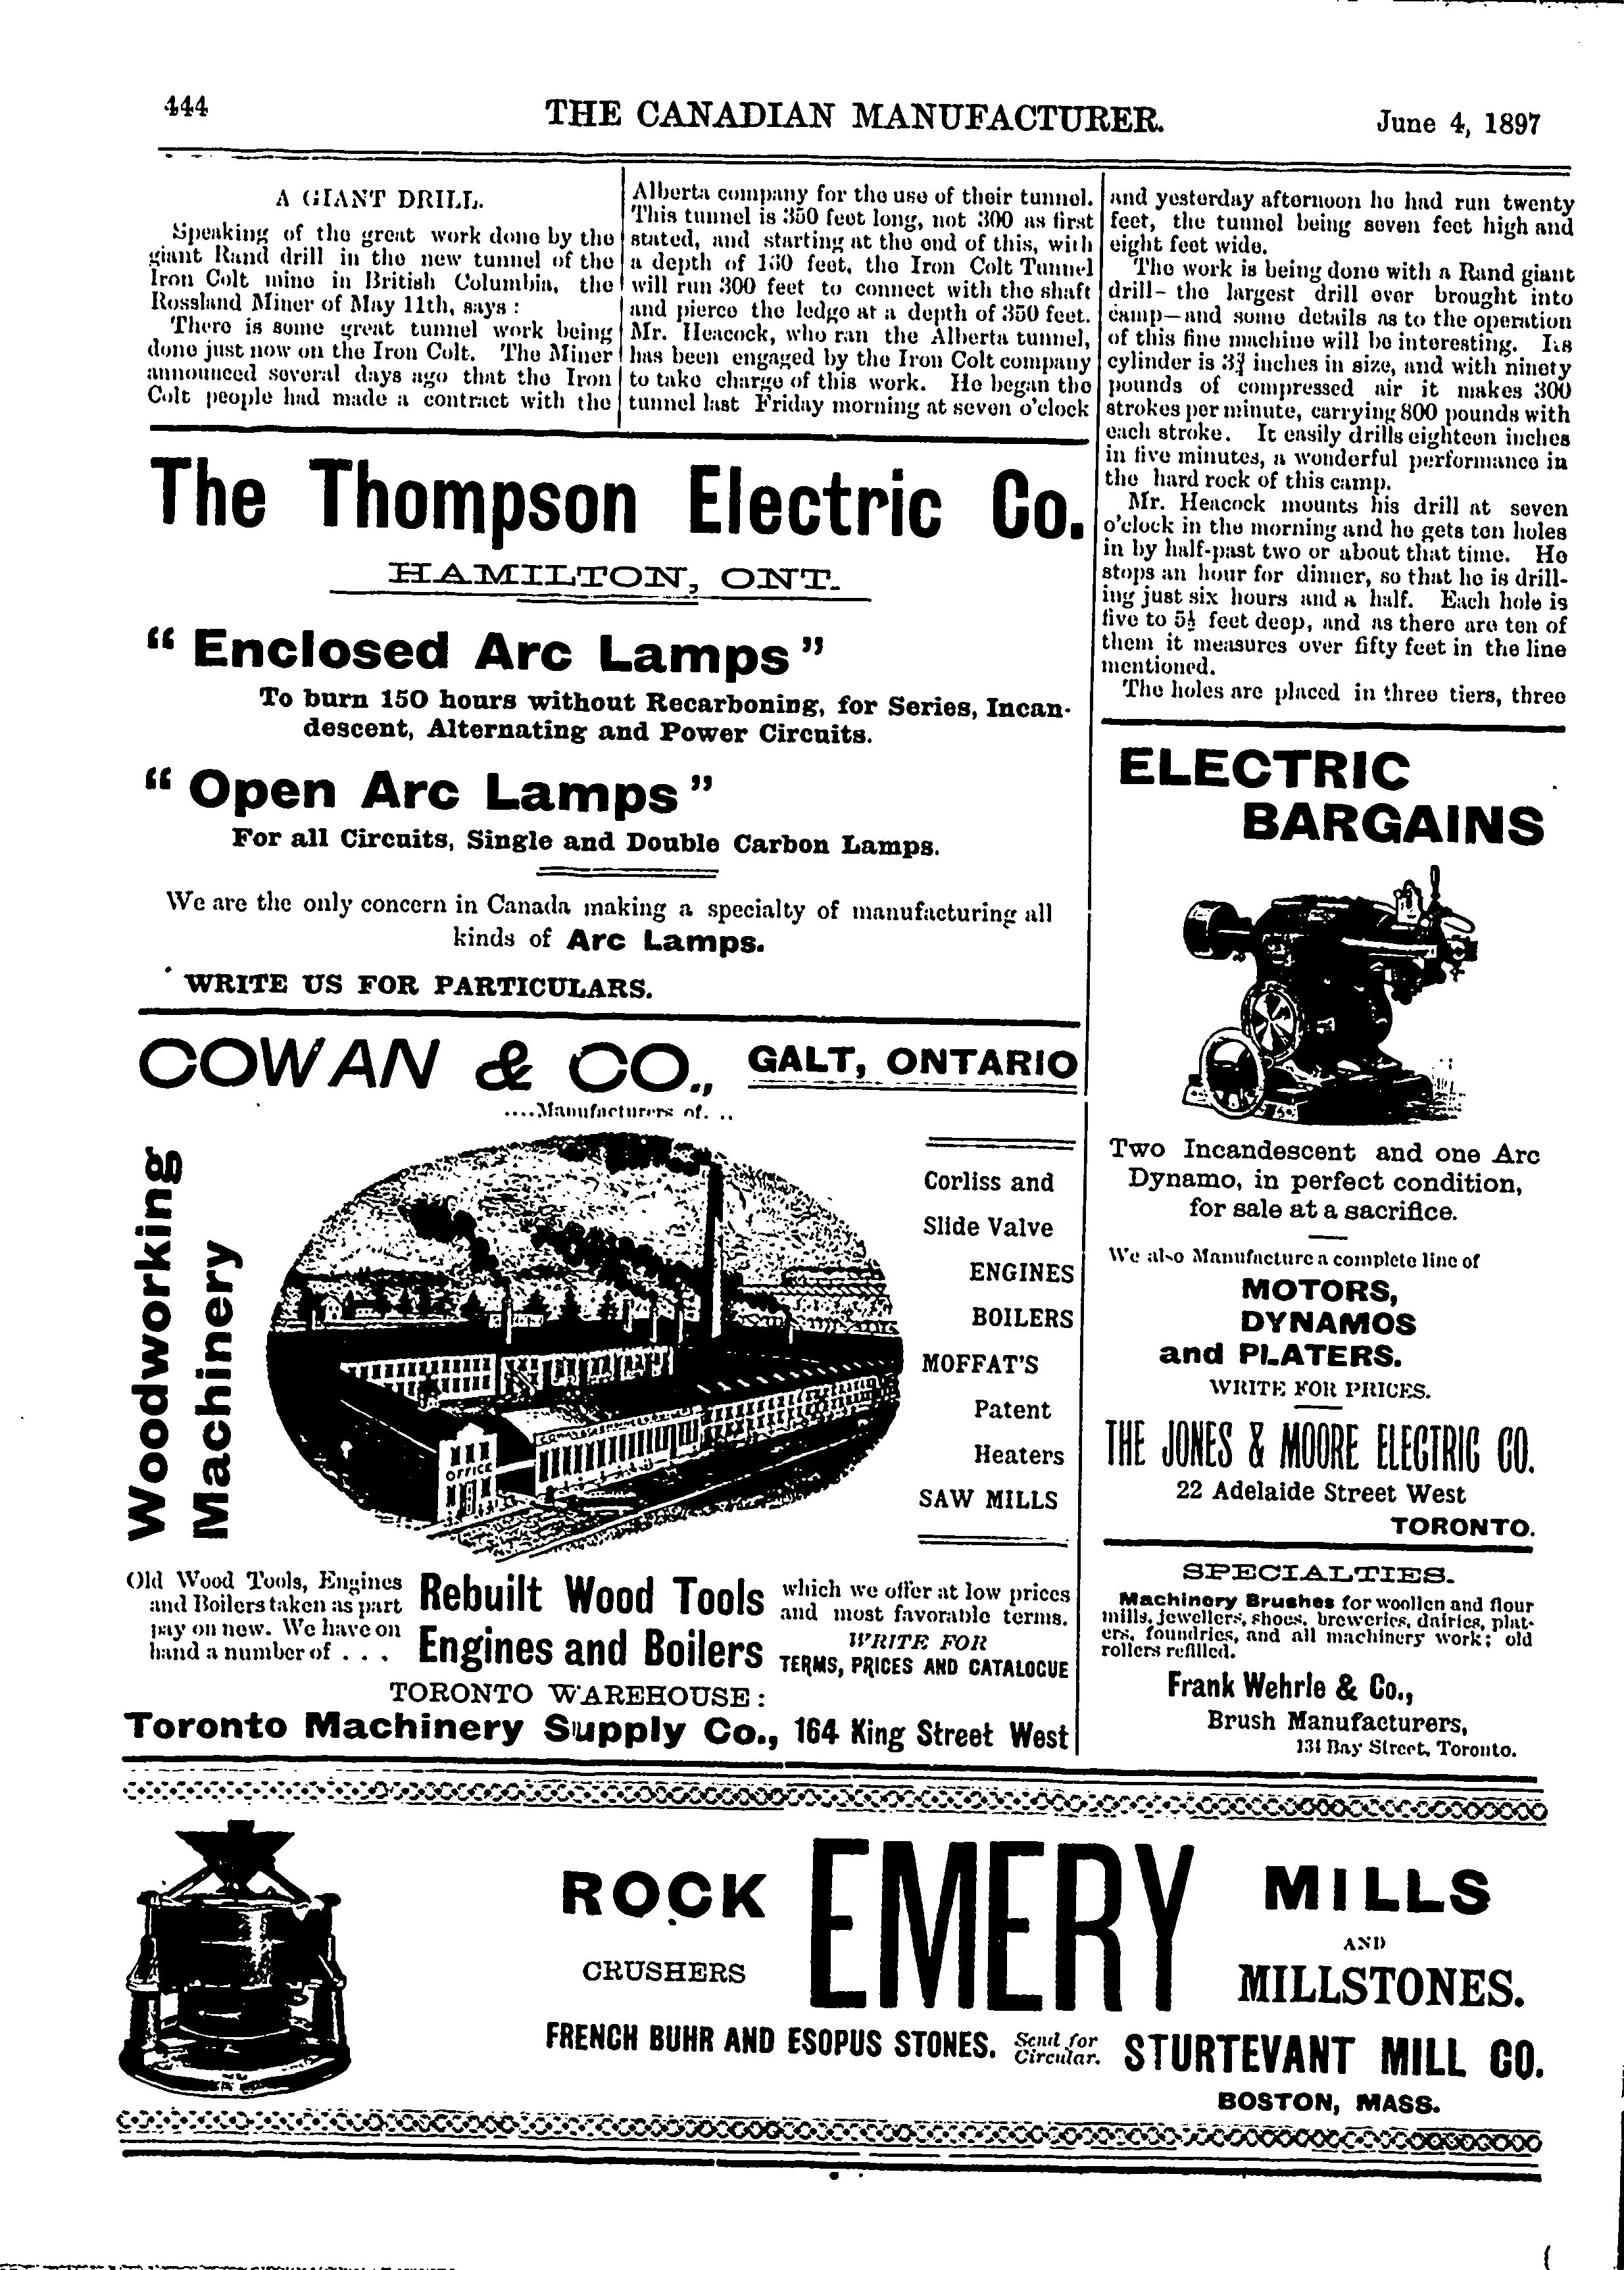 444
THE CANADIAN MANUFACTURER.
June 4, 1897
A GIANT DRILL.
Speaking of the great work done by the
giant Rand drill in the new tunnel of the
Iron Colt mine in British Columbia, the
Rossland Miner of May 11th, says :
There is some great tunnel work being
done just now on the Iron Colt. The Miner
announced several days ago that the Iron
Colt people had made a contract with the
Alberta company for the use of their tunnel.
This tunnel is 350 feet long, not 300 as first
stated, and starting at the end of this, with
a depth of 130 feet, the Iron Colt Tunnel
will run 300 feet to connect with the shaft
and pierce the ledge at a depth of 350 feet.
Mr. Heacock, who ran the Alberta tunnel,
has been engaged by the Iron Colt company
to take charge of this work. He began the
tunnel last Friday morning at seven o'clock
and yesterday afternoon he had run twenty
feet, the tunnel being seven feet high and
eight feet wide.
The work is being done with a Rand giant
drill—the largest drill ever brought into
camp—and some details as to the operation
of this fine machine will be interesting. Its
cylinder is 3¾ inches in size, and with ninety
pounds of compressed air it makes 300
strokes per minute, carrying 800 pounds with
each stroke. It easily drills eighteen inches
in five minutes, a wonderful performance in
the hard rock of this camp.
Mr. Heacock mounts his drill at seven
o'clock in the morning and he gets ten holes
in by half-past two or about that time. He
stops an hour for dinner, so that he is drill-
ing just six hours and a half. Each hole is
five to 5½ feet deep, and as there are ten of
them it measures over fifty feet in the line
mentioned.
The holes are placed in three tiers, three
The Thompson Electric Co.
HAMILTON, ONT.
" Enclosed Arc Lamps "
To burn 150 hours without Recarboning, for Series, Incan-
descent, Alternating and Power Circuits.
" Open Arc Lamps "
For all Circuits, Single and Double Carbon Lamps.
We are the only concern in Canada making a specialty of manufacturing all
kinds of Arc Lamps.
WRITE US FOR PARTICULARS.
COWAN & CO., GALT, ONTARIO
....Manufacturers of. ..
Woodworking
Machinery
OFFICE
Corliss and
Slide Valve
ENGINES
BOILERS
MOFFAT'S
Patent
Heaters
SAW MILLS
Old Wood Tools, Engines
and Boilers taken as part
pay on new. We have on
hand a number of . . .
Rebuilt Wood Tools
Engines and Boilers
which we offer at low prices
and most favorable terms.
WRITE FOR
TERMS, PRICES AND CATALOGUE
TORONTO WAREHOUSE :
Toronto Machinery Supply Co., 164 King Street West
ELECTRIC
BARGAINS
Two Incandescent and one Arc
Dynamo, in perfect condition,
for sale at a sacrifice.
We also Manufacture a complete line of
MOTORS,
DYNAMOS
and PLATERS.
WRITE FOR PRICES.
THE JONES & MOORE ELECTRIC CO.
22 Adelaide Street West
TORONTO.
SPECIALTIES.
Machinery Brushes for woollen and flour
mills, jewellers, shoes, breweries, dairies, plat-
ers, foundries, and all machinery work; old
rollers refilled.
Frank Wehrle & Co.,
Brush Manufacturers,
134 Bay Street, Toronto.
ROCK
CRUSHERS
EMERY
MILLS
AND
MILLSTONES.
FRENCH BUHR AND ESOPUS STONES. Send for
Circular.
STURTEVANT MILL CO.
BOSTON, MASS.